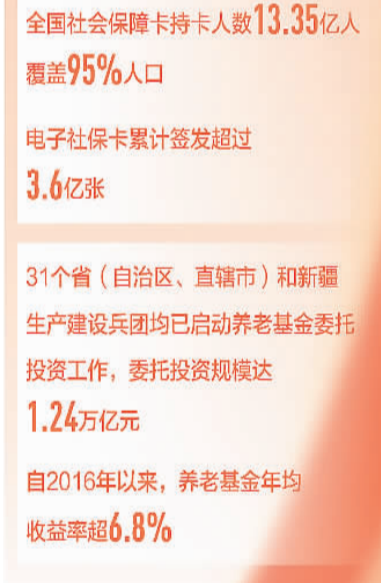 全国社会保障卡持卡人数13.35亿人
覆盖95%人口
电子社保卡累计签发超过
3.6亿张
31个省（自治区、直辖市）和新疆
生产建设兵团均已启动养老基金委托
投资工作，委托投资规模达
1.24万亿元
自2016年以来，养老基金年均
收益率超6.8%